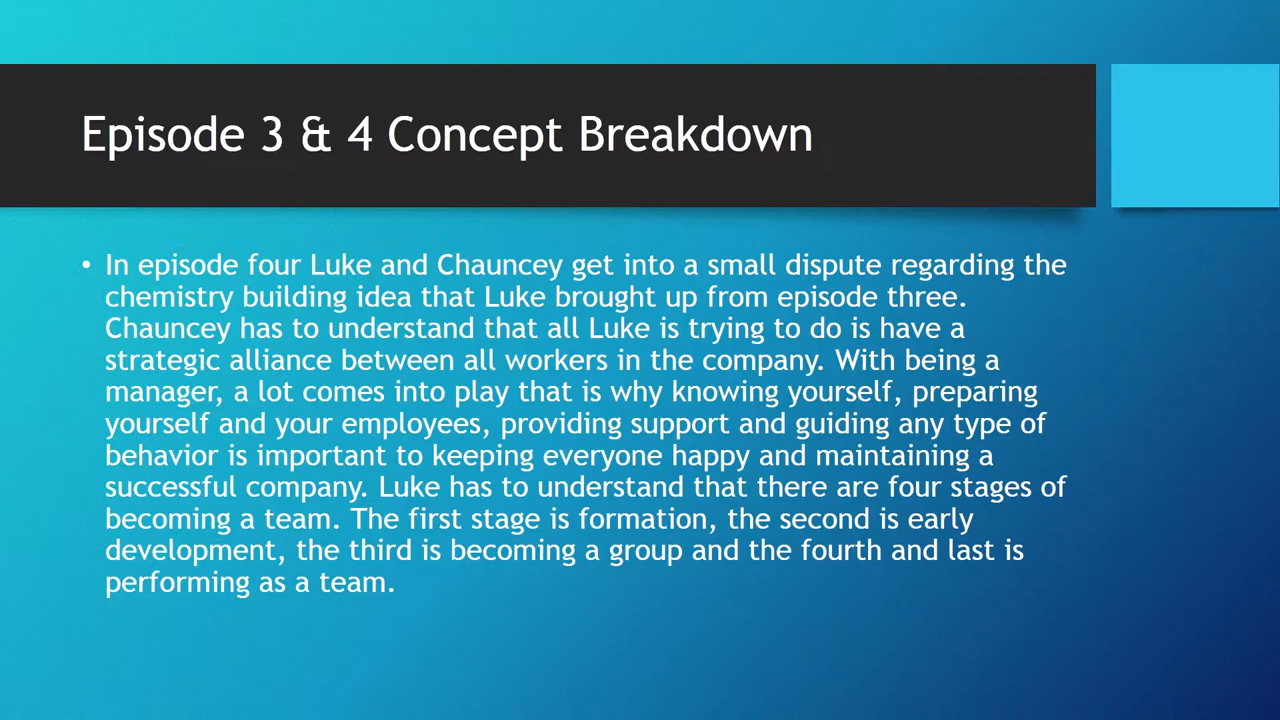 Episode 3 & 4 Concept Breakdown
• In episode four Luke and Chauncey get into a small dispute regarding the
chemistry building idea that Luke brought up from episode three.
Chauncey has to understand that all Luke is trying to do is have a
strategic alliance between all workers in the company. With being a
manager, a lot comes into play that is why knowing yourself, preparing
yourself and your employees, providing support and guiding any type of
behavior is important to keeping everyone happy and maintaining a
successful company. Luke has to understand that there are four stages of
becoming a team. The first stage is formation, the second is early
development, the third is becoming a group and the fourth and last is
performing as a team.